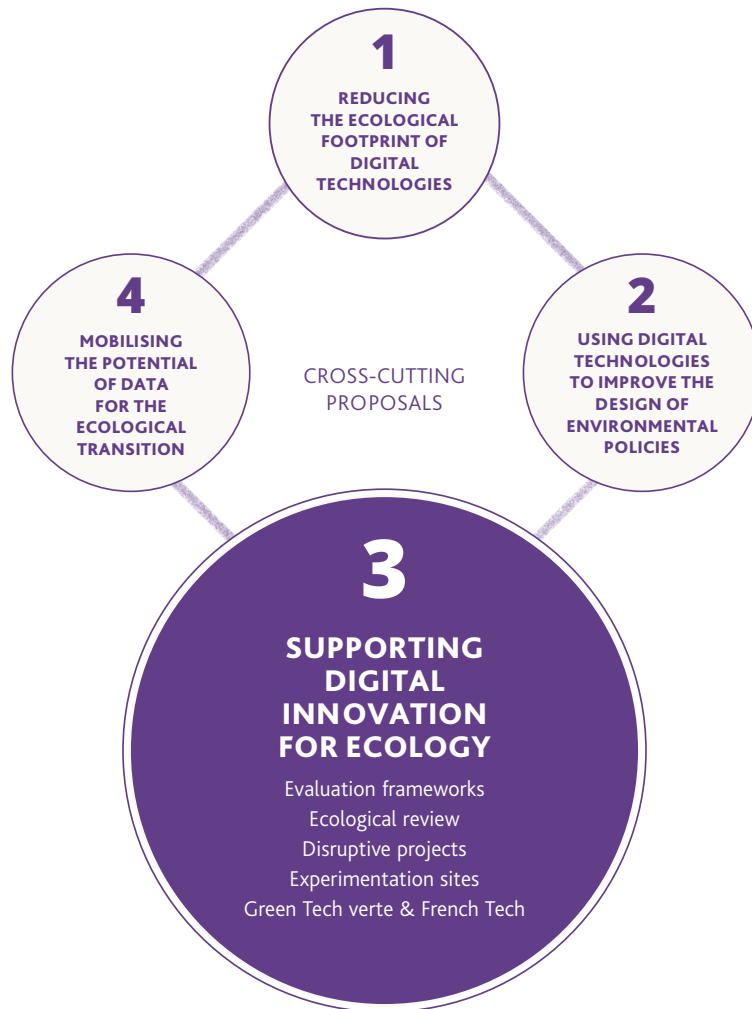 1
REDUCING
THE ECOLOGICAL
FOOTPRINT OF
DIGITAL
TECHNOLOGIES
4
MOBILISING
THE POTENTIAL
OF DATA
FOR THE
ECOLOGICAL
TRANSITION
CROSS-CUTTING
PROPOSALS
2
USING DIGITAL
TECHNOLOGIES
TO IMPROVE THE
DESIGN OF
ENVIRONMENTAL
POLICIES
3
SUPPORTING
DIGITAL
INNOVATION
FOR ECOLOGY
Evaluation frameworks
Ecological review
Disruptive projects
Experimentation sites
Green Tech verte & French Tech